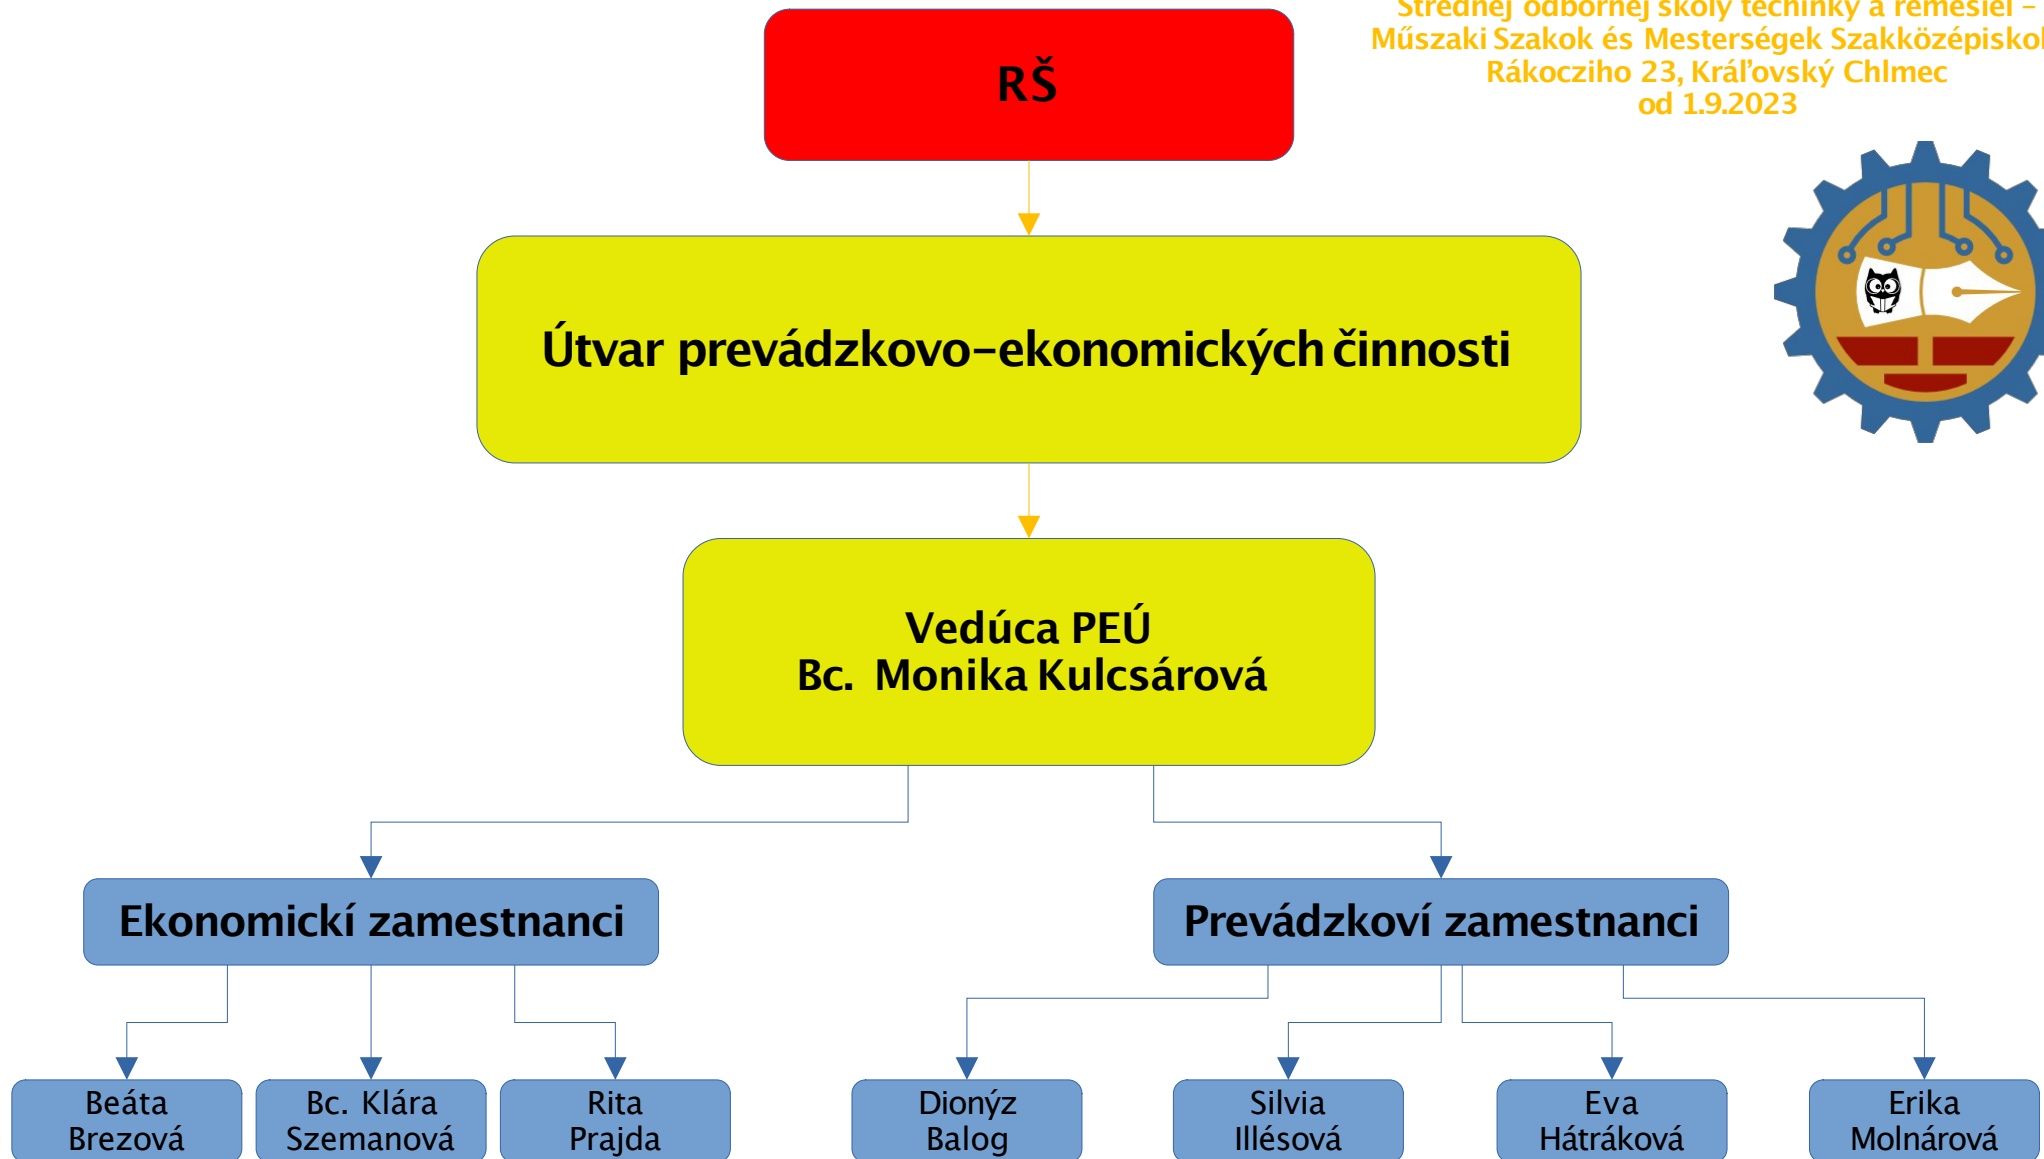 Strednej odbornej školy techinky a remesiel –
Műszaki Szakok és Mesterségek
Rákocziho 23, Kráľovský Chlmec
od 1.9.2023
RŠ
Útvar prevádzkovo-ekonomických činnosti
Vedúca PEÚ
Bc. Monika Kulcsárová
Ekonomickí zamestnanci
Prevádzkoví zamestnanci
Beáta
Brezová
Bc. Klára
Szemanová
Rita
Prajda
Dionýz
Balog
Silvia
Illésová
Eva
Hátráková
Erika
Molnárová